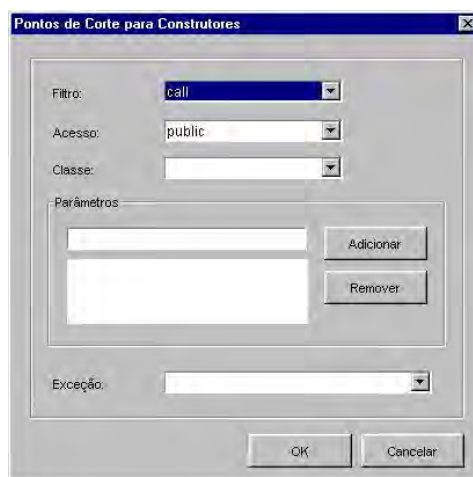 Pontos de Corte para Construtores
Filtro: call
Acesso: public
Classe:
Parâmetros
Adicionar
Remover
Exceção:
OK Cancelar